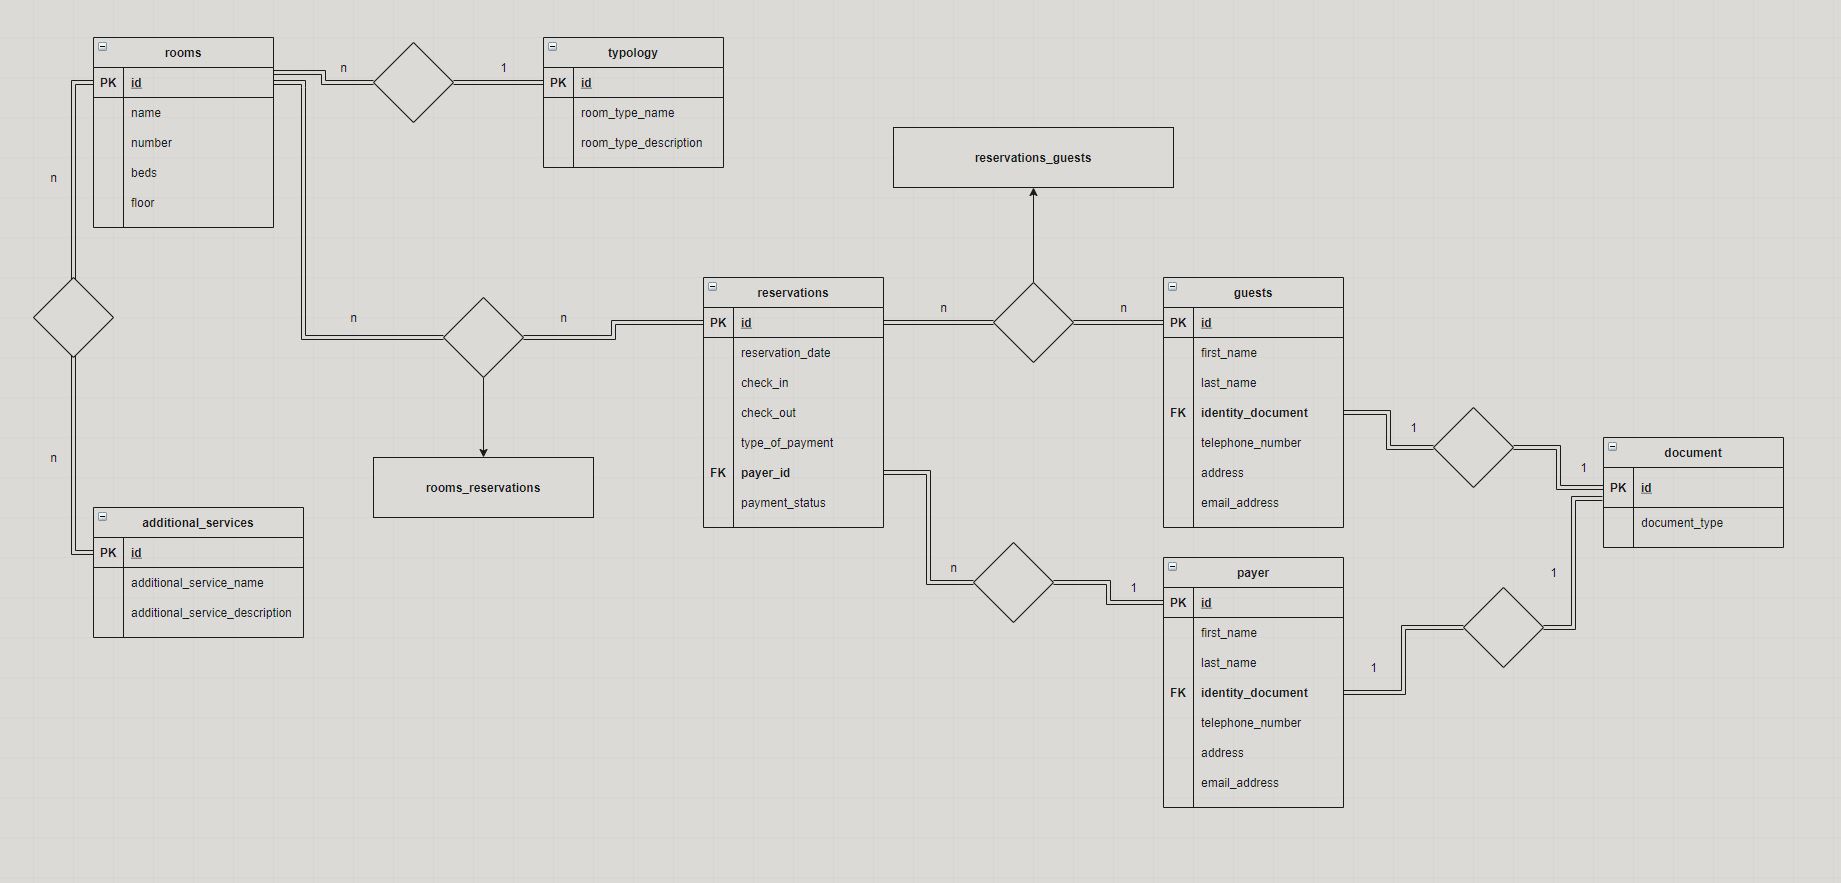 rooms
PK id
name
number
beds
floor
n
1
typology
PK id
room_type_name
room_type_description
n
n
additional_services
PK id
additional_service_name
additional_service_description
n
n
rooms_reservations
reservations
PK id
reservation_date
check_in
check_out
type_of_payment
FK payer_id
payment_status
reservations_guests
n
n
guests
PK id
first_name
last_name
FK identity_document
telephone_number
address
email_address
n
1
payer
PK id
first_name
last_name
FK identity_document
telephone_number
address
email_address
1
1
1
1
document
PK id
document_type